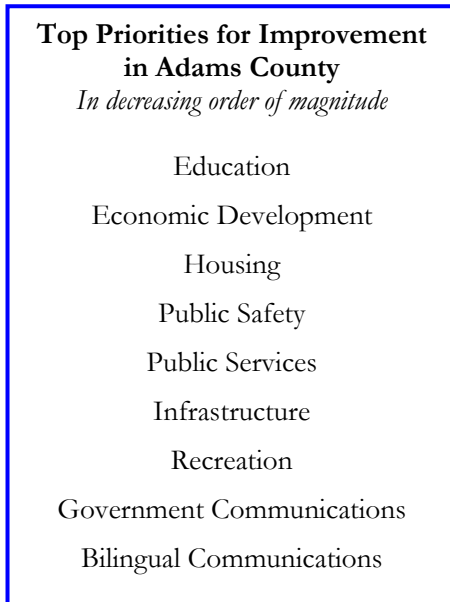 Top Priorities for Improvement
in Adams County
In decreasing order of magnitude
Education
Economic Development
Housing
Public Safety
Public Services
Infrastructure
Recreation
Government Communications
Bilingual Communications